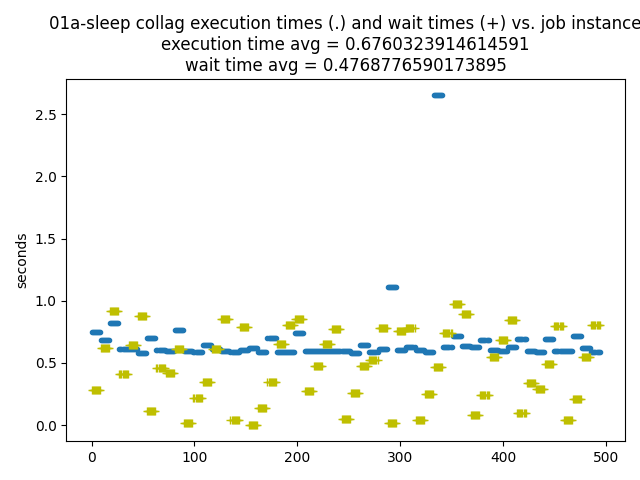 01a-sleep collag execution times (.) and wait times (+) vs. job instance
execution time avg = 0.6760323914614591
wait time avg = 0.4768776590173895
2.5
2.0
1.5
1.0
0.5
0.0
seconds
0 100 200 300 400 500